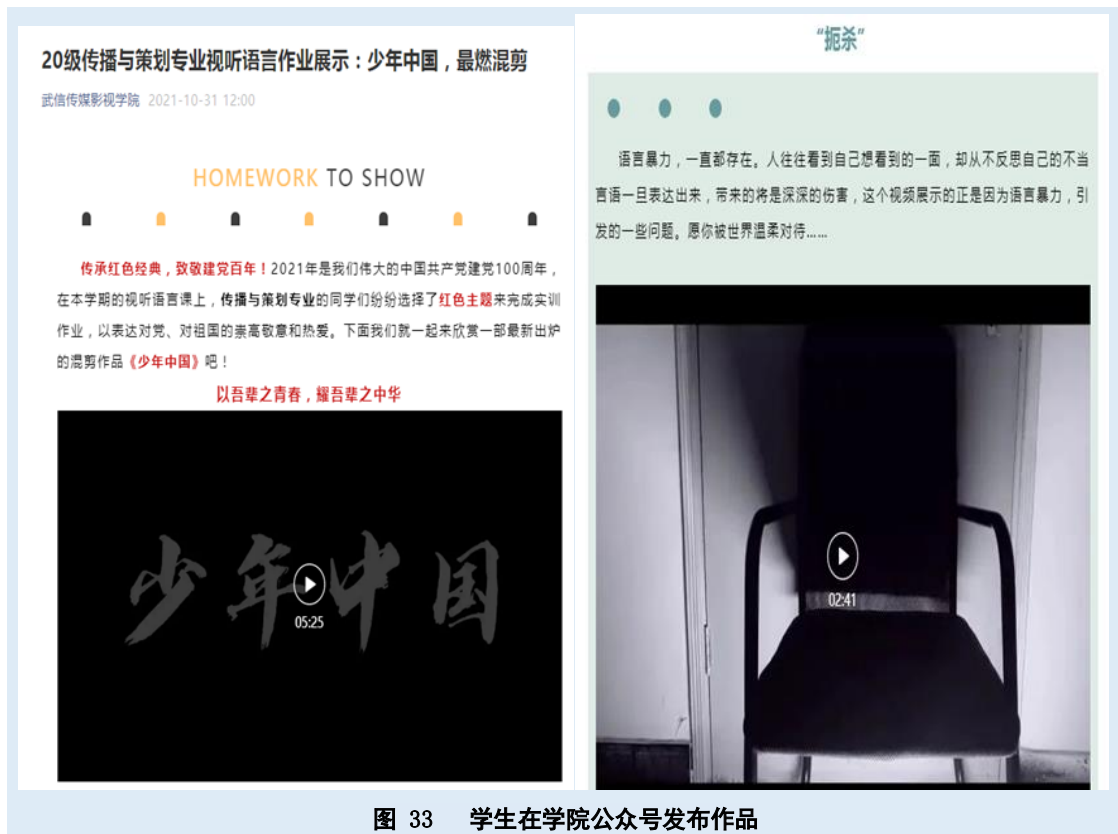 20级传播与策划专业视听语言作业展示：少年中国，最燃混剪
武信传媒影视学院 2021-10-31 12:00
HOMEWORK TO SHOW
传承红色经典，致敬建党百年！2021年是我们伟大的中国共产党建党100周年，
在本学期的视听语言课上，传播与策划专业的同学们纷纷选择了红色主题来完成实训
作业，以表达对党、对祖国的崇高敬意和热爱。下面我们就一起来欣赏一部最新出炉
的混剪作品《少年中国》吧！
以吾辈之青春，耀吾辈之中华
少年中国
05:25
“扼杀”
语言暴力，一直都存在。人往往看到自己想看到的一面，却从不反思自己的不当
言语一旦表达出来，带来的将是深深的伤害，这个视频展示的正是因为语言暴力，引
发的一些问题。愿你被世界温柔对待……
02:41
图 33 学生在学院公众号发布作品